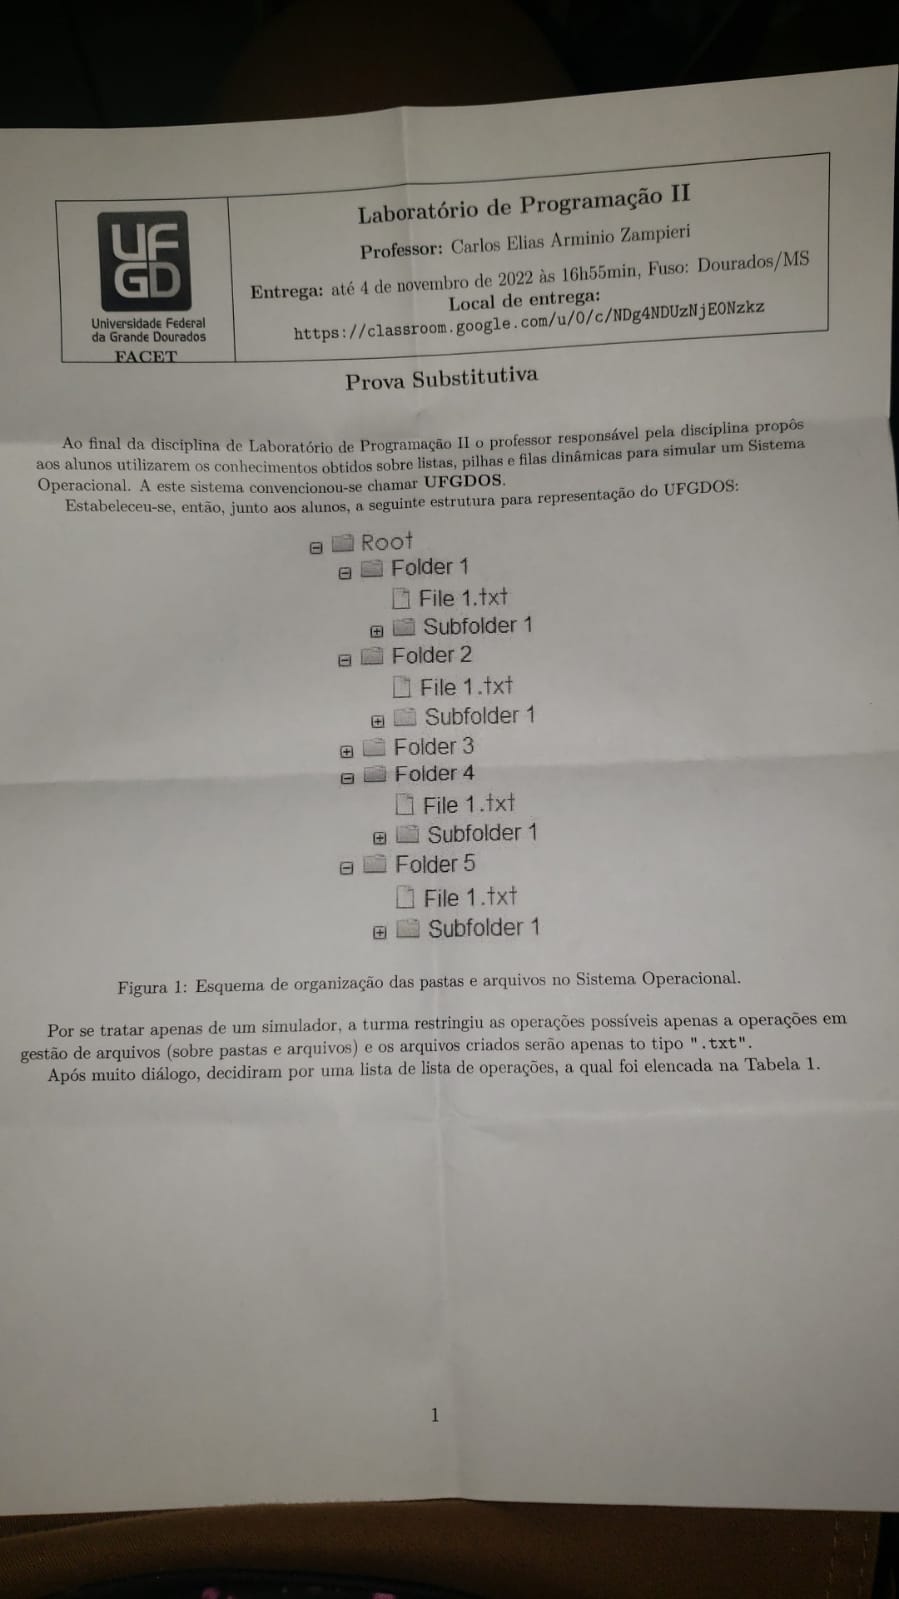 UF
GD
Universidade Federal
da Grande Dourados
FACET
Laboratório de Programação II
Professor: Carlos Elias Arminio Zampieri
Entrega: até 4 de novembro de 2022 às 16h55min, Fuso: Dourados/MS
Local de entrega:
https://classroom.google.com/u/0/c/NDg4NDUzNjE0Nzkz
Prova Substitutiva
Ao final da disciplina de Laboratório de Programação II o professor responsável pela disciplina propôs
aos alunos utilizarem os conhecimentos obtidos sobre listas, pilhas e filas dinâmicas para simular um Sistema
Operacional. A este sistema convencionou-se chamar UFGDOS.
Estabeleceu-se, então, junto aos alunos, a seguinte estrutura para representação do UFGDOS:
Root
Folder 1
File 1.txt
Subfolder 1
Folder 2
File 1.txt
Subfolder 1
Folder 3
Folder 4
File 1.txt
Subfolder 1
Folder 5
File 1.txt
Subfolder 1
Figura 1: Esquema de organização das pastas e arquivos no Sistema Operacional.
Por se tratar apenas de um simulador, a turma restringiu as operações possíveis apenas a operações em
gestão de arquivos (sobre pastas e arquivos) e os arquivos criados serão apenas to tipo ".txt".
Após muito diálogo, decidiram por uma lista de lista de operações, a qual foi elencada na Tabela 1.
1